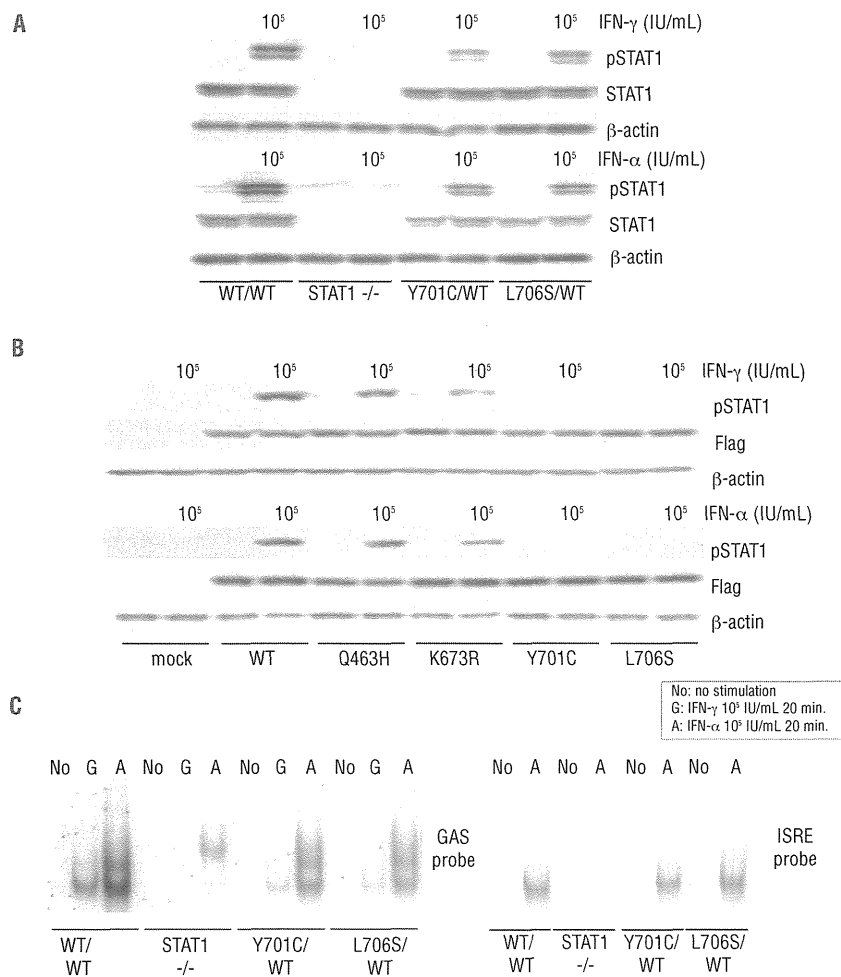 A
10⁵ 10⁵ 10⁵ 10⁵ IFN-γ (IU/mL)
pSTAT1
STAT1
β-actin
10⁵ 10⁵ 10⁵ 10⁵ IFN-α (IU/mL)
pSTAT1
STAT1
β-actin
WT/WT STAT1 -/- Y701C/WT L706S/WT
B
10⁵ 10⁵ 10⁵ 10⁵ 10⁵ 10⁵ IFN-γ (IU/mL)
pSTAT1
Flag
β-actin
10⁵ 10⁵ 10⁵ 10⁵ 10⁵ 10⁵ IFN-α (IU/mL)
pSTAT1
Flag
β-actin
mock WT Q463H K673R Y701C L706S
No: no stimulation
G: IFN-γ 10⁵ IU/mL 20 min.
A: IFN-α 10⁵ IU/mL 20 min.
C
No G A No G A No G A No G A No A No A No A No A
GAS
probe
ISRE
probe
WT/ STAT1 Y701C/ L706S/ WT/ STAT1 Y701C/ L706S/
WT -/- WT WT WT -/- WT WT